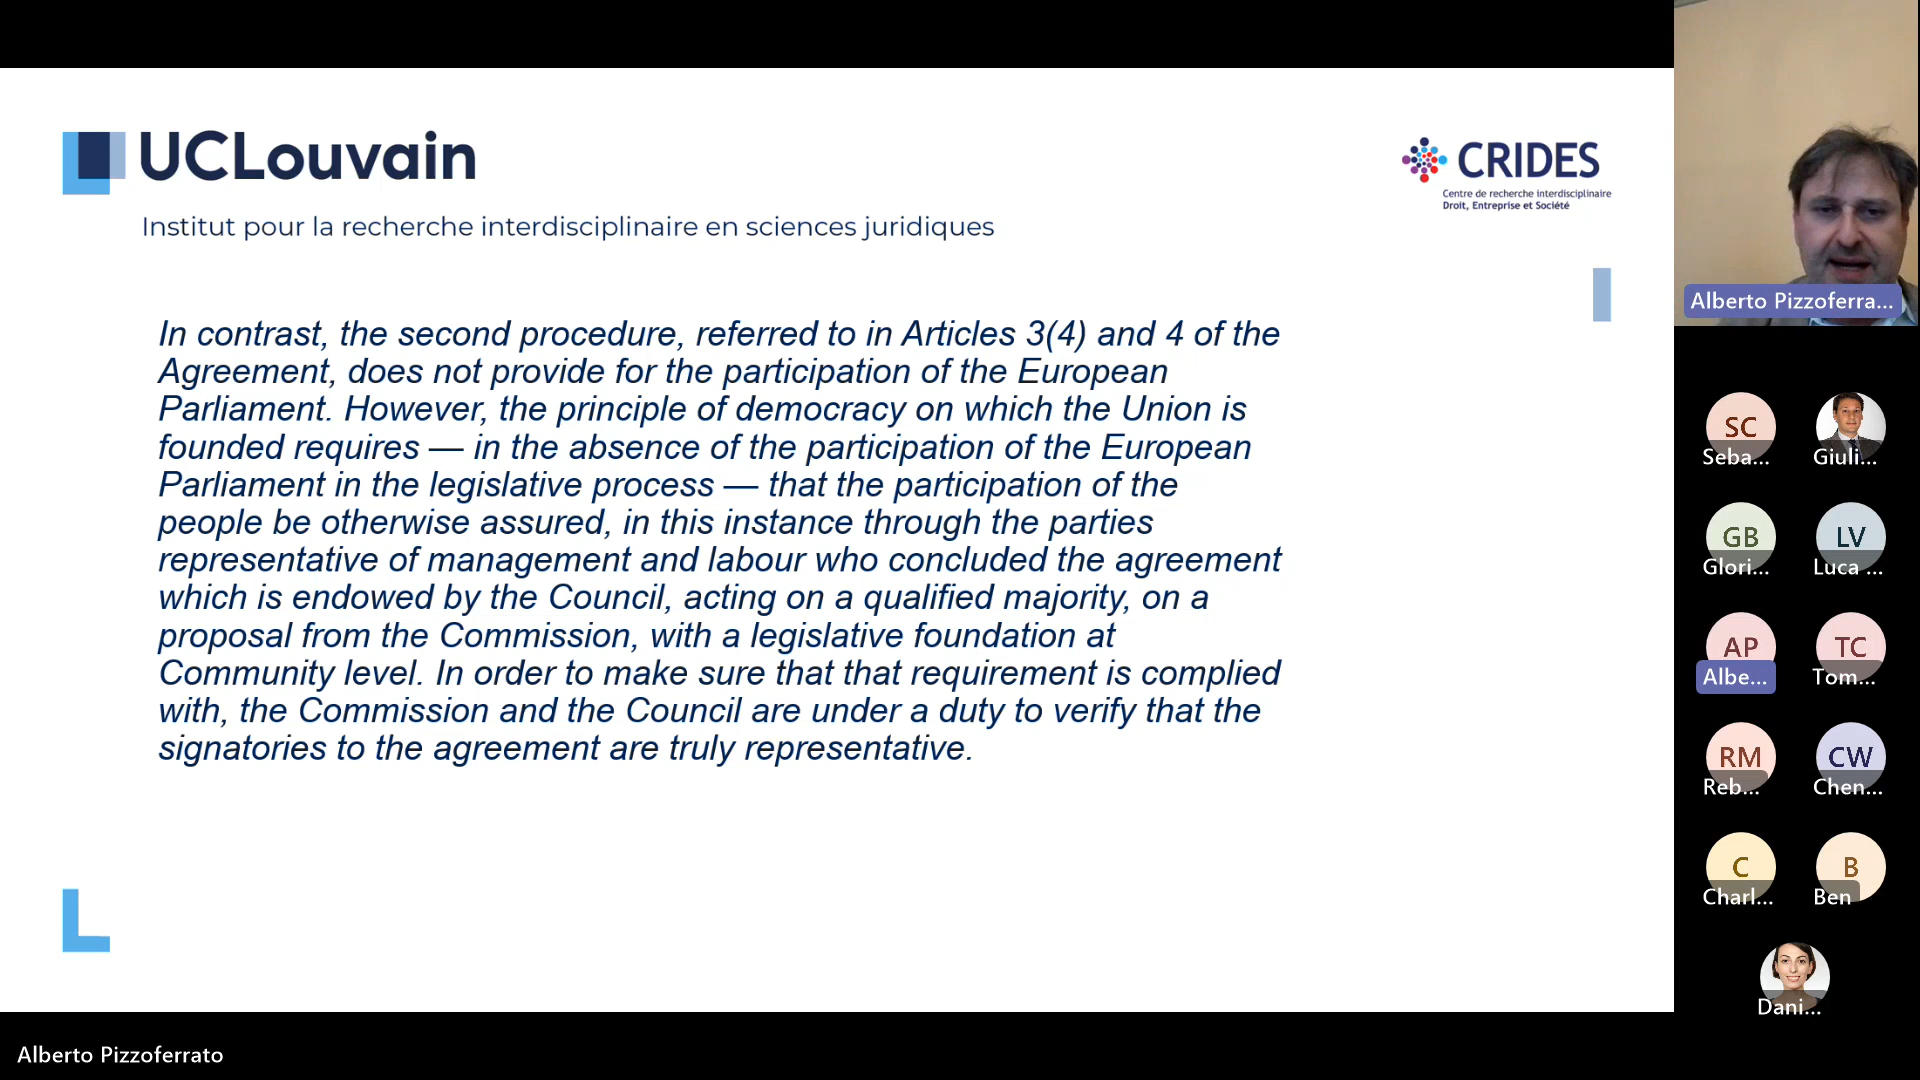 UCLouvain
Institut pour la recherche interdisciplinaire en sciences juridiques
CRIDES
Centre de recherche interdisciplinaire
Droit, Entreprise et Société
In contrast, the second procedure, referred to in Articles 3(4) and 4 of the
Agreement, does not provide for the participation of the European
Parliament. However, the principle of democracy on which the Union is
founded requires — in the absence of the participation of the European
Parliament in the legislative process — that the participation of the
people be otherwise assured, in this instance through the parties
representative of management and labour who concluded the agreement
which is endowed by the Council, acting on a qualified majority, on a
proposal from the Commission, with a legislative foundation at
Community level. In order to make sure that that requirement is complied
with, the Commission and the Council are under a duty to verify that the
signatories to the agreement are truly representative.
Alberto Pizzoferra...
SC
Seba...
Giuli...
GB
Glori...
LV
Luca ...
AP
Albe...
TC
Tom...
RM
Reb...
CW
Chen...
C
Charl...
B
Ben
Dani...
Alberto Pizzoferrato